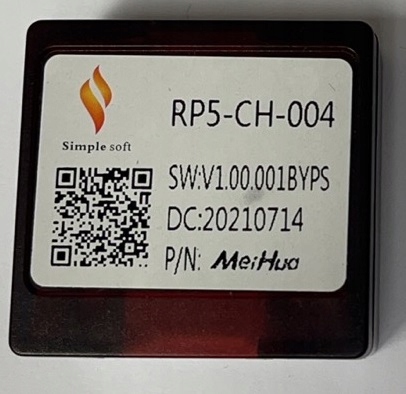 Simple soft
RP5-CH-004
SW:V1.00.001BYPS
DC:20210714
P/N: MeiHua